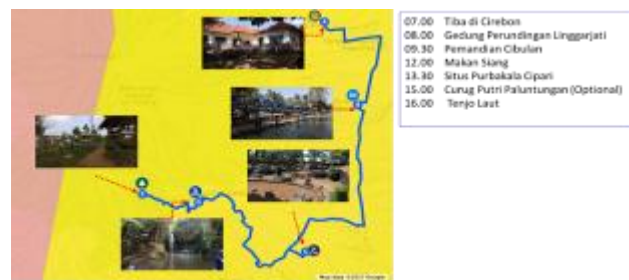 07.00 Tiba di Cirebon
08.00 Gedung Perundingan Linggarjati
09.30 Pemandian Cibulan
12.00 Makan Siang
13.30 Situs Purbakala Cipari
15.00 Curug Putri Paluntungan (Optional)
16.00 Tenjo Laut